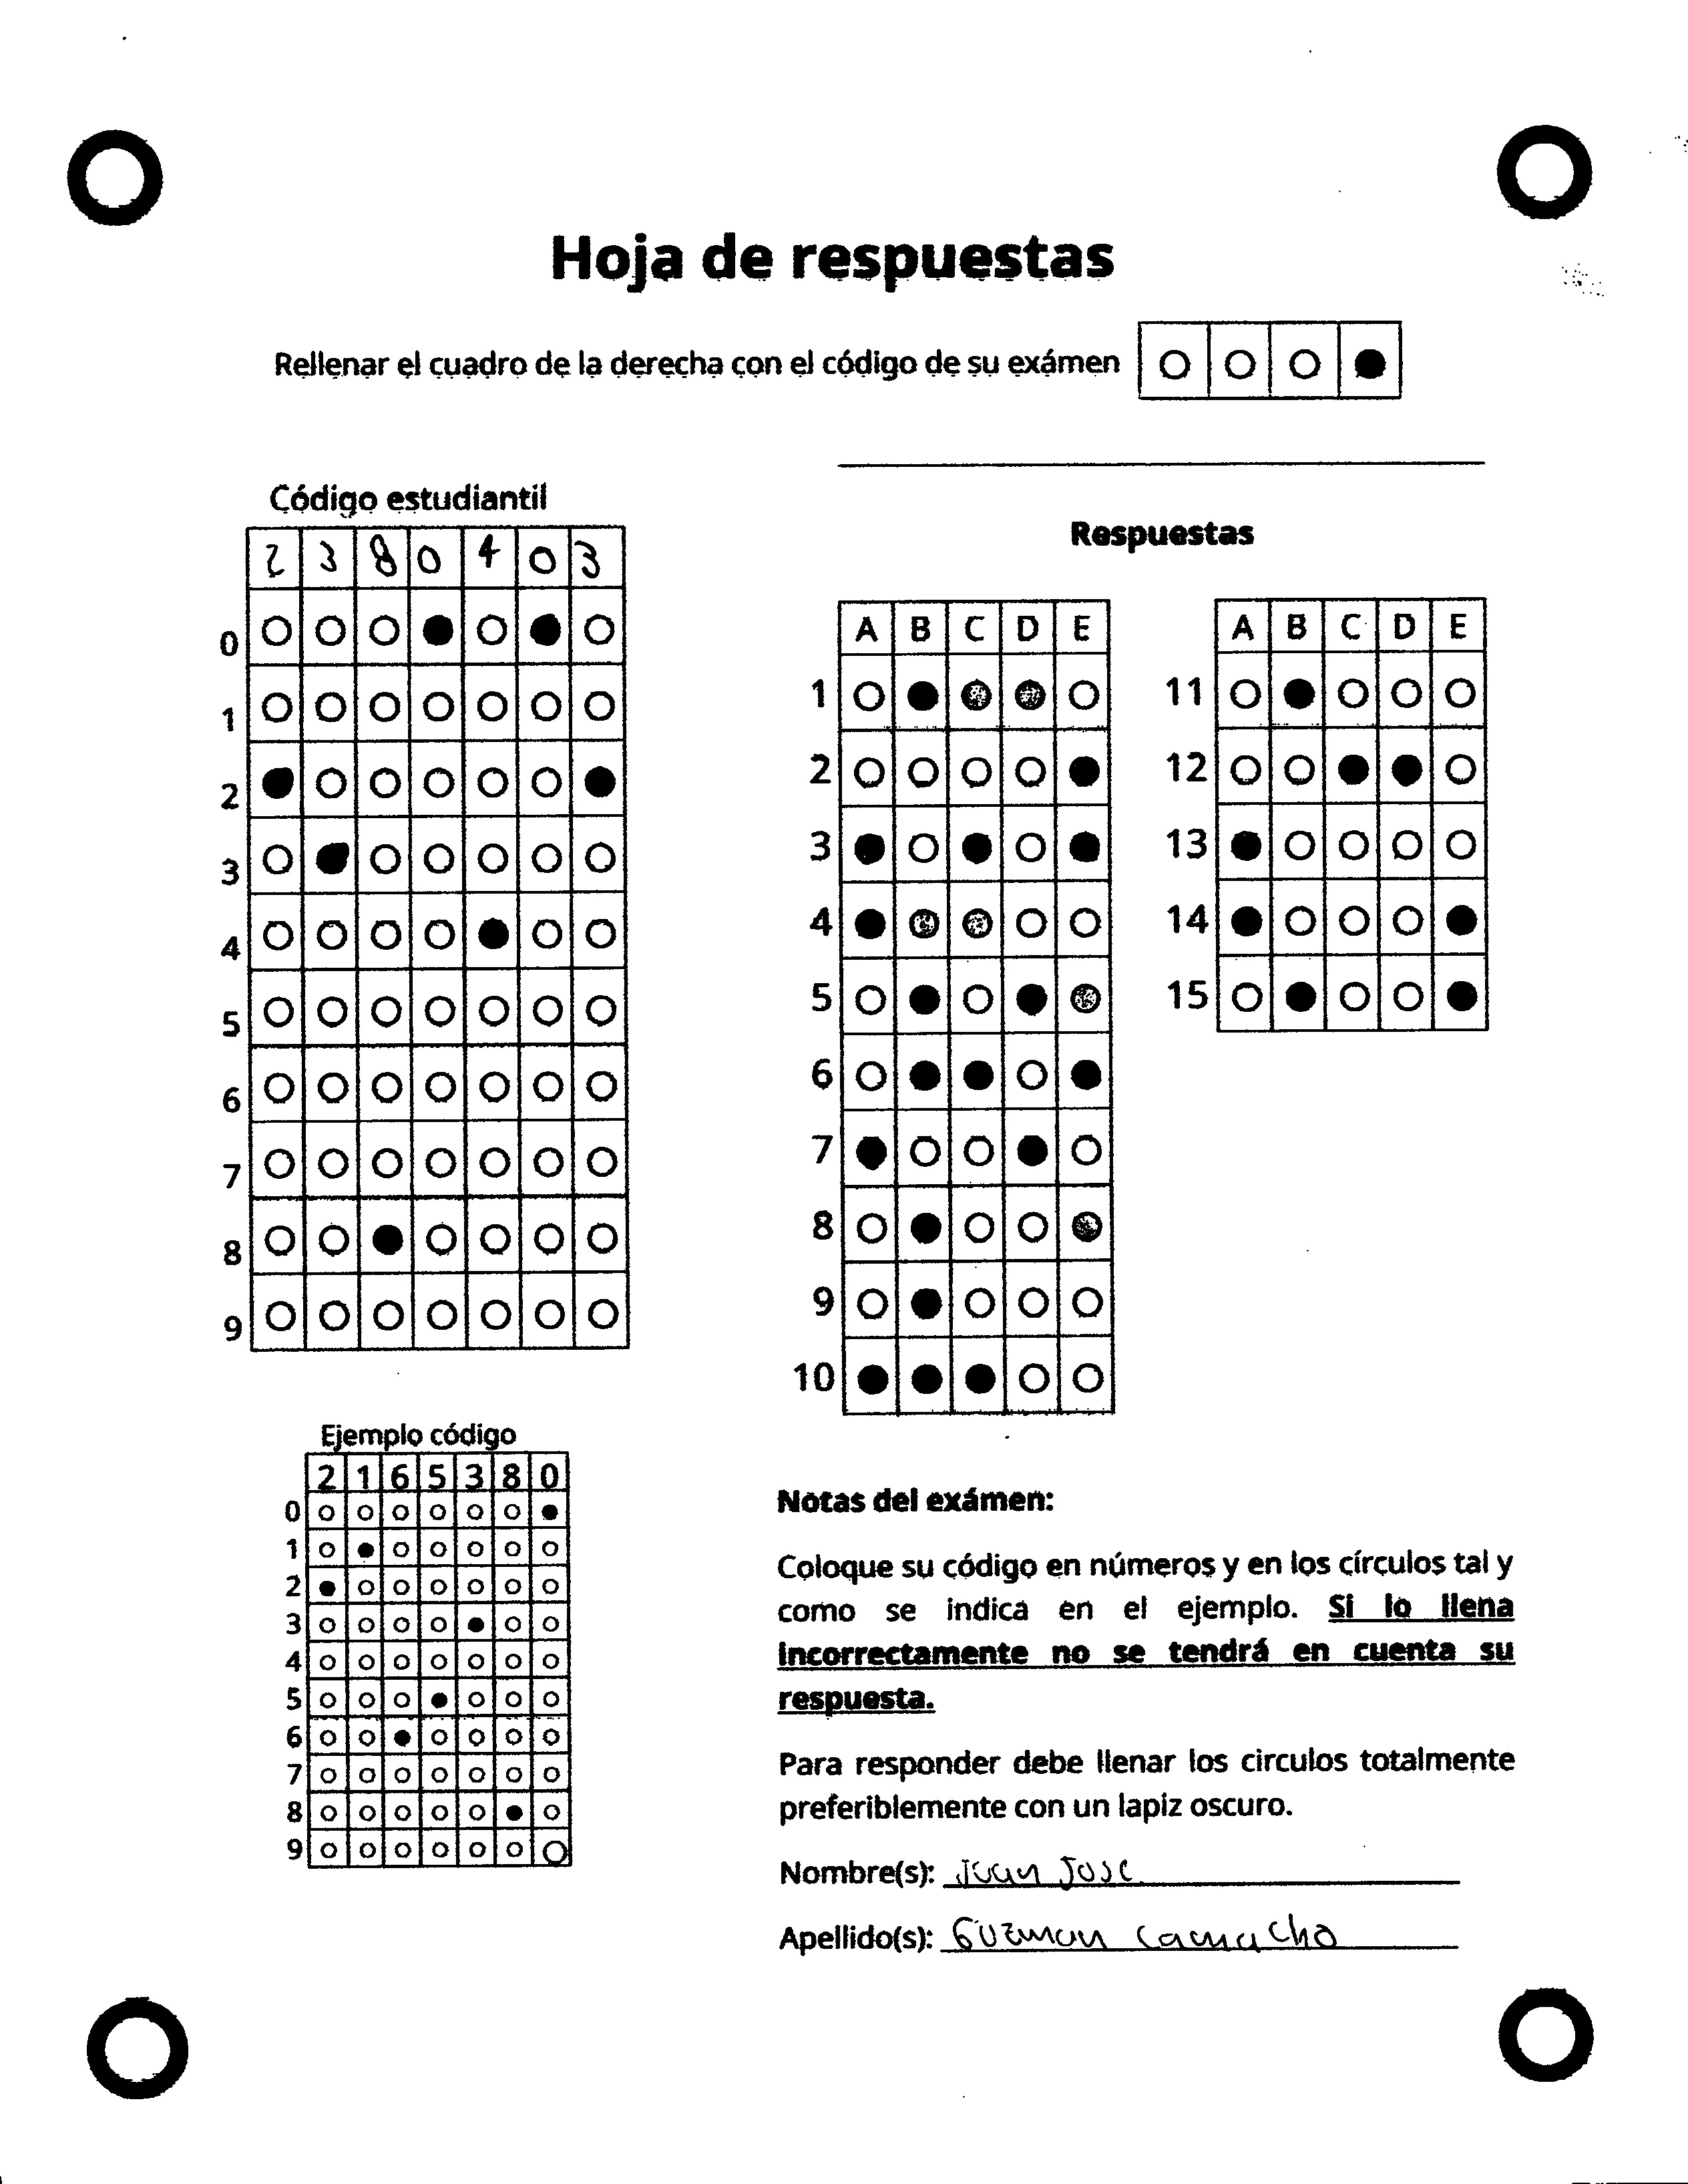 Hoja de respuestas
Rellenar el cuadro de la derecha con el código de su exámen
Código estudiantil
2 3 8 0 4 0 3
0
1
2
3
4
5
6
7
8
9
Respuestas
A B C D E
1
2
3
4
5
6
7
8
9
10
A B C D E
11
12
13
14
15
Ejemplo código
2 1 6 5 3 8 0
0
1
2
3
4
5
6
7
8
9
Notas del exámen:
Coloque su código en números y en los círculos tal y
como se indica en el ejemplo. Si lo llena
incorrectamente no se tendrá en cuenta su
respuesta.
Para responder debe llenar los circulos totalmente
preferiblemente con un lapiz oscuro.
Nombre(s): Juan Jose
Apellido(s): Guzman Camacho